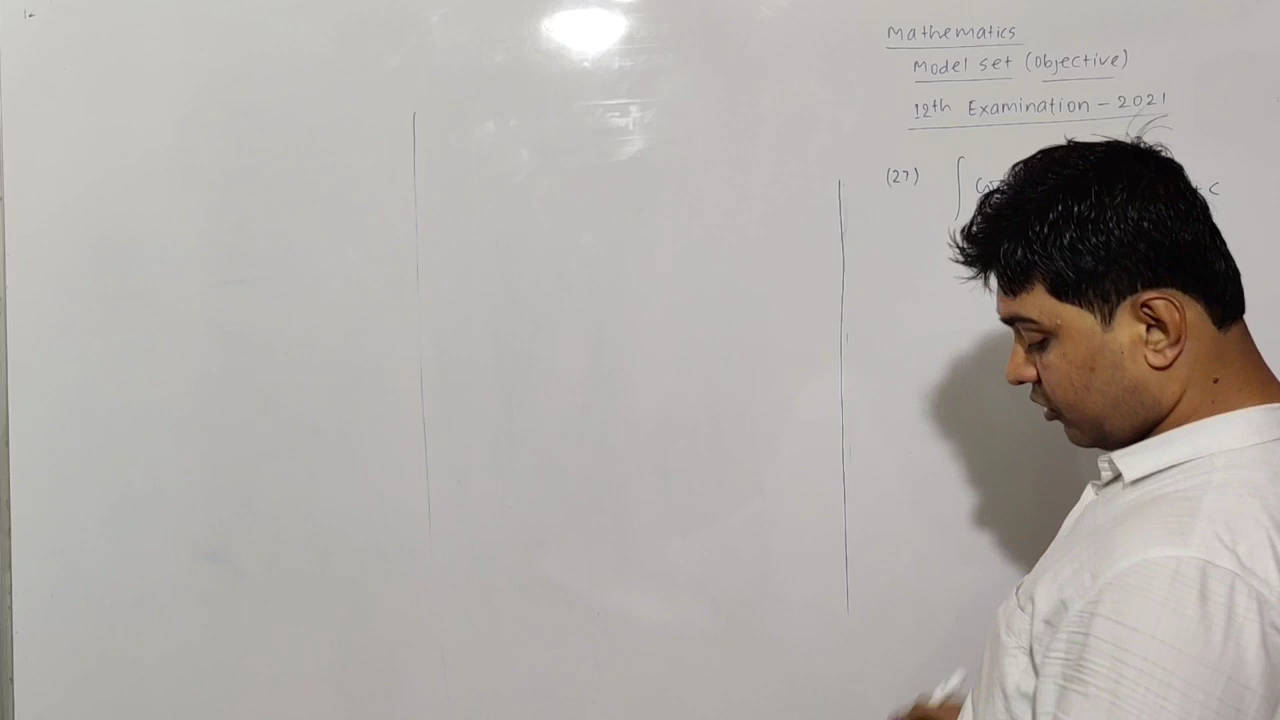 Mathematics
Model set (Objective)
12th Examination - 2021
(27) ∫ + c